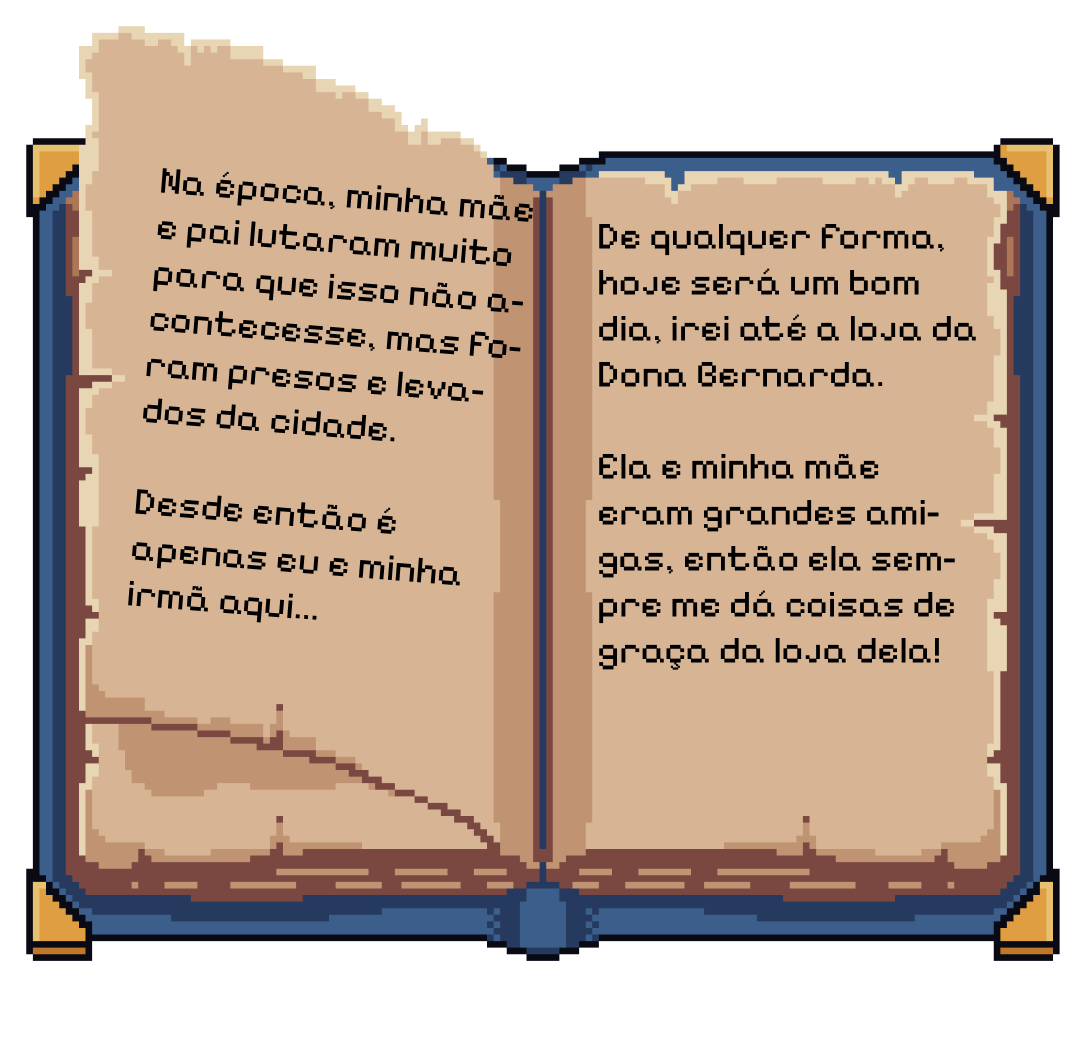 Na época, minha mãe
e pai lutaram muito
para que isso não a-
contecesse, mas fo-
ram presos e leva-
dos da cidade.
Desde então é
apenas eu e minha
irmã aqui...
De qualquer forma,
hoje será um bom
dia, irei até a loja da
Dona Bernarda.
Ela e minha mãe
eram grandes ami-
gas, então ela sem-
pre me dá coisas de
graça da loja dela!